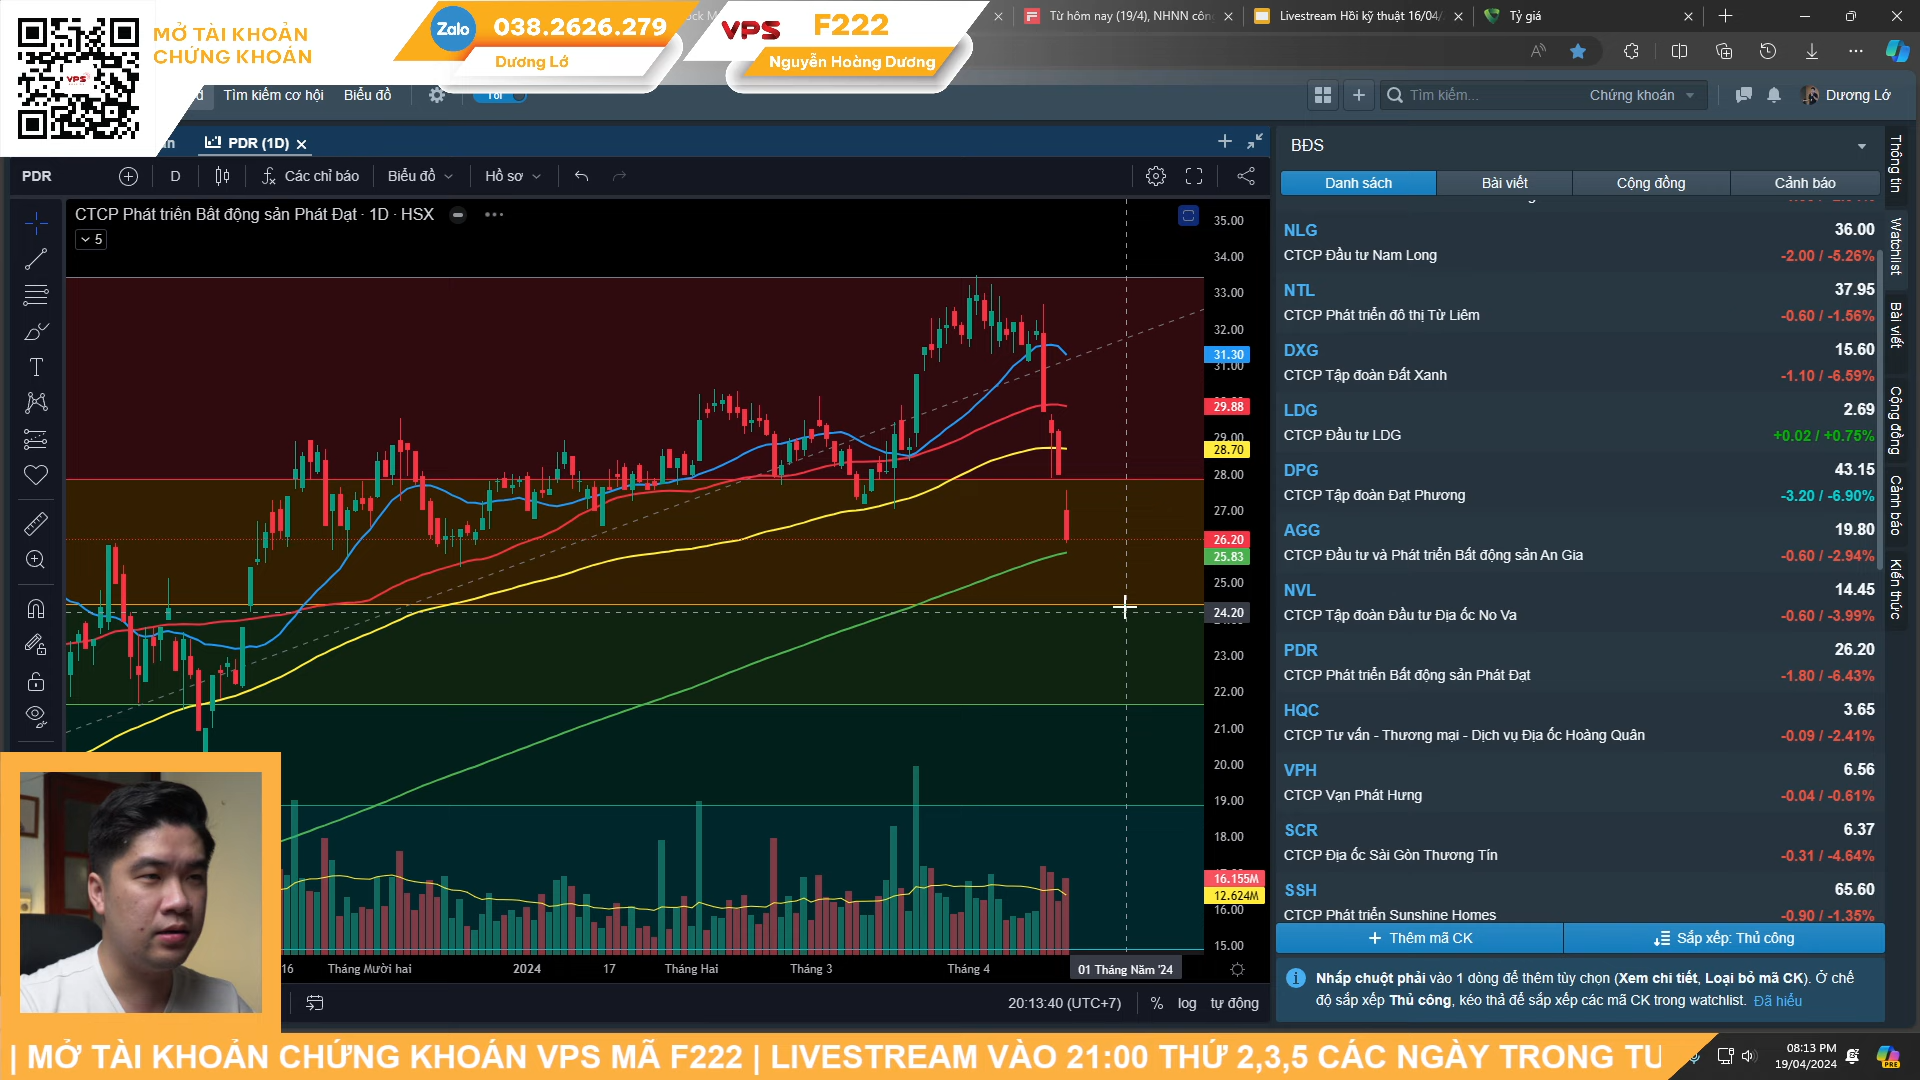 MỞ TÀI KHOẢN
CHỨNG KHOÁN
VPS
Zalo
038.2626.279
Dương Lớ
VPS
F222
Nguyễn Hoàng Dương
Từ hôm nay (19/4), NHNN côn
Livestream Hồi kỹ thuật 16/04/
Tỷ giá
Tìm kiếm cơ hội
Biểu đồ
Tối
Tìm kiếm...
Chứng khoán
Dương Lớ
PDR (1D)
BĐS
PDR
D
Các chỉ báo
Biểu đồ
Hồ sơ
Danh sách
Bài viết
Cộng đồng
Cảnh báo
CTCP Phát triển Bất động sản Phát Đạt · 1D · HSX
5
35.00
34.00
33.00
32.00
31.30
31.00
29.88
29.00
28.70
28.00
27.00
26.20
25.83
25.00
24.20
23.00
22.00
21.00
20.00
19.00
18.00
16.155M
12.624M
16.00
15.00
NLG
36.00
CTCP Đầu tư Nam Long
-2.00 / -5.26%
NTL
37.95
CTCP Phát triển đô thị Từ Liêm
-0.60 / -1.56%
DXG
15.60
CTCP Tập đoàn Đất Xanh
-1.10 / -6.59%
LDG
2.69
CTCP Đầu tư LDG
+0.02 / +0.75%
DPG
43.15
CTCP Tập đoàn Đạt Phương
-3.20 / -6.90%
AGG
19.80
CTCP Đầu tư và Phát triển Bất động sản An Gia
-0.60 / -2.94%
NVL
14.45
CTCP Tập đoàn Đầu tư Địa ốc No Va
-0.60 / -3.99%
PDR
26.20
CTCP Phát triển Bất động sản Phát Đạt
-1.80 / -6.43%
HQC
3.65
CTCP Tư vấn - Thương mại - Dịch vụ Địa ốc Hoàng Quân
-0.09 / -2.41%
VPH
6.56
CTCP Vạn Phát Hưng
-0.04 / -0.61%
SCR
6.37
CTCP Địa ốc Sài Gòn Thương Tín
-0.31 / -4.64%
SSH
65.60
CTCP Phát triển Sunshine Homes
-0.90 / -1.35%
Thông tin
Watchlist
Bài viết
Cộng đồng
Cảnh báo
Kiến thức
Thêm mã CK
Sắp xếp: Thủ công
16
Tháng Mười hai
2024
17
Tháng Hai
Tháng 3
Tháng 4
01 Tháng Năm '24
Nhấp chuột phải vào 1 dòng để thêm tùy chọn (Xem chi tiết, Loại bỏ mã CK). Ở chế
độ sắp xếp Thủ công, kéo thả để sắp xếp các mã CK trong watchlist. Đã hiểu
20:13:40 (UTC+7)
%
log
tự động
| MỞ TÀI KHOẢN CHỨNG KHOÁN VPS MÃ F222 | LIVESTREAM VÀO 21:00 THỨ 2,3,5 CÁC NGÀY TRONG TU
08:13 PM
19/04/2024
PRE